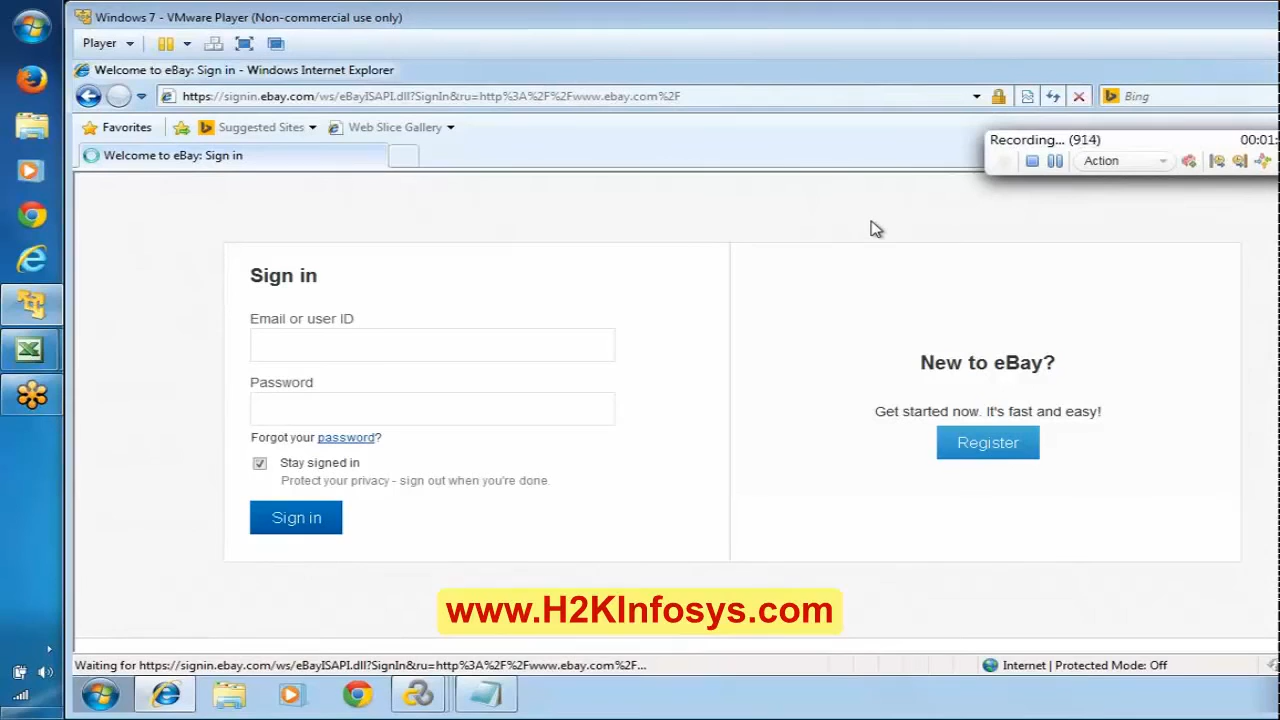 Windows 7 - VMware Player (Non-commercial use only)
Player
Welcome to eBay: Sign in - Windows Internet Explorer
https://signin.ebay.com/ws/eBayISAPI.dll?SignIn&ru=http%3A%2F%2Fwww.ebay.com%2F
Bing
Favorites
Suggested Sites
Web Slice Gallery
Recording... (914)
00:01:
Welcome to eBay: Sign in
Action
Sign in
Email or user ID
Password
Forgot your password?
Stay signed in
Protect your privacy - sign out when you're done
Sign in
New to eBay?
Get started now. It's fast and easy!
Register
www.H2KInfosys.com
Waiting for https://signin.ebay.com/ws/eBayISAPI.dll?SignIn&ru=http%3A%2F%2Fwww.ebay.com%2F...
Internet | Protected Mode: Off